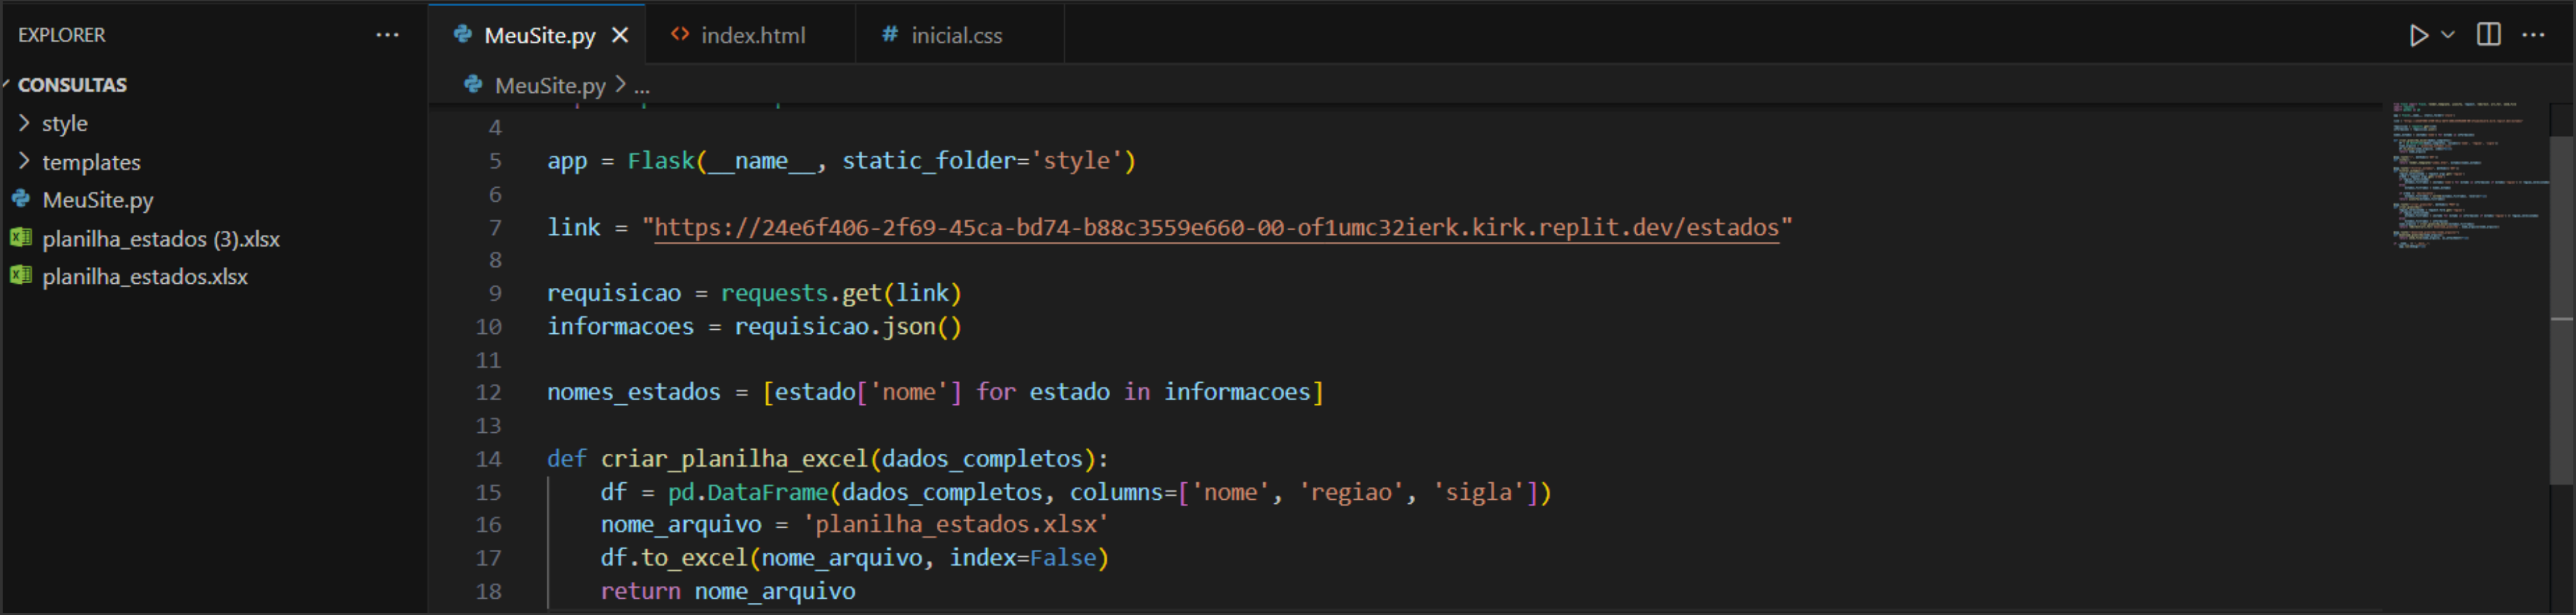 EXPLORER ...
CONSULTAS
style
templates
MeuSite.py
planilha_estados (3).xlsx
planilha_estados.xlsx
MeuSite.py
index.html
inicial.css
MeuSite.py > ...
4
5 app = Flask(__name__, static_folder='style')
6
7 link = "https://24e6f406-2f69-45ca-bd74-b88c3559e660-00-of1umc32ierk.kirk.replit.dev/estados"
8
9 requisicao = requests.get(link)
10 informacoes = requisicao.json()
11
12 nomes_estados = [estado['nome'] for estado in informacoes]
13
14 def criar_planilha_excel(dados_completos):
15 df = pd.DataFrame(dados_completos, columns=['nome', 'regiao', 'sigla'])
16 nome_arquivo = 'planilha_estados.xlsx'
17 df.to_excel(nome_arquivo, index=False)
18 return nome_arquivo